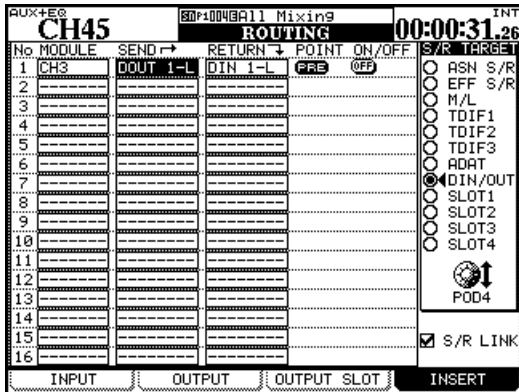 AUX+EQ
CH45
SNP:1004 All Mixing
ROUTING
INT
00:00:31.26
No MODULE SEND RETURN POINT ON/OFF
S/R TARGET
1 CH3 DOUT 1-L DIN 1-L PRE OFF
ASN S/R
2 ------- ------- -------
EFF S/R
3 ------- ------- -------
M/L
4 ------- ------- -------
TDIF1
5 ------- ------- -------
TDIF2
TDIF3
6 ------- ------- -------
ADAT
7 ------- ------- -------
DIN/OUT
8 ------- ------- -------
SLOT1
9 ------- ------- -------
SLOT2
SLOT3
10 ------- ------- -------
SLOT4
11 ------- ------- -------
12 ------- ------- -------
13 ------- ------- -------
POD4
14 ------- ------- -------
15 ------- ------- -------
S/R LINK
16 ------- ------- -------
INPUT OUTPUT OUTPUT SLOT INSERT